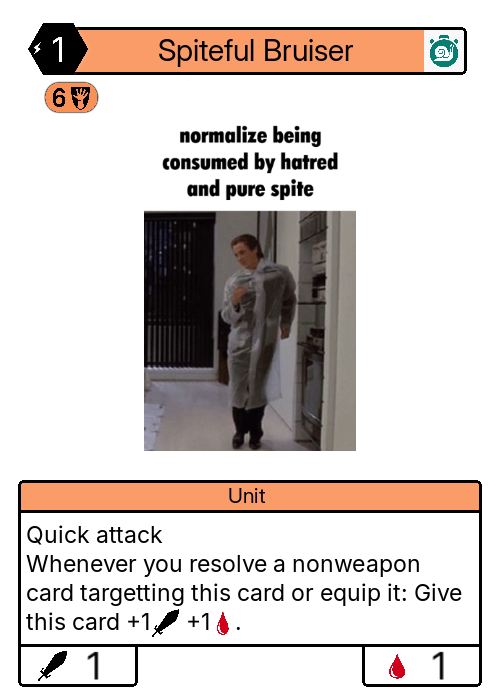 1
Spiteful Bruiser
6
normalize being
consumed by hatred
and pure spite
Unit
Quick attack
Whenever you resolve a nonweapon
card targetting this card or equip it: Give
this card +1 +1 .
1
1